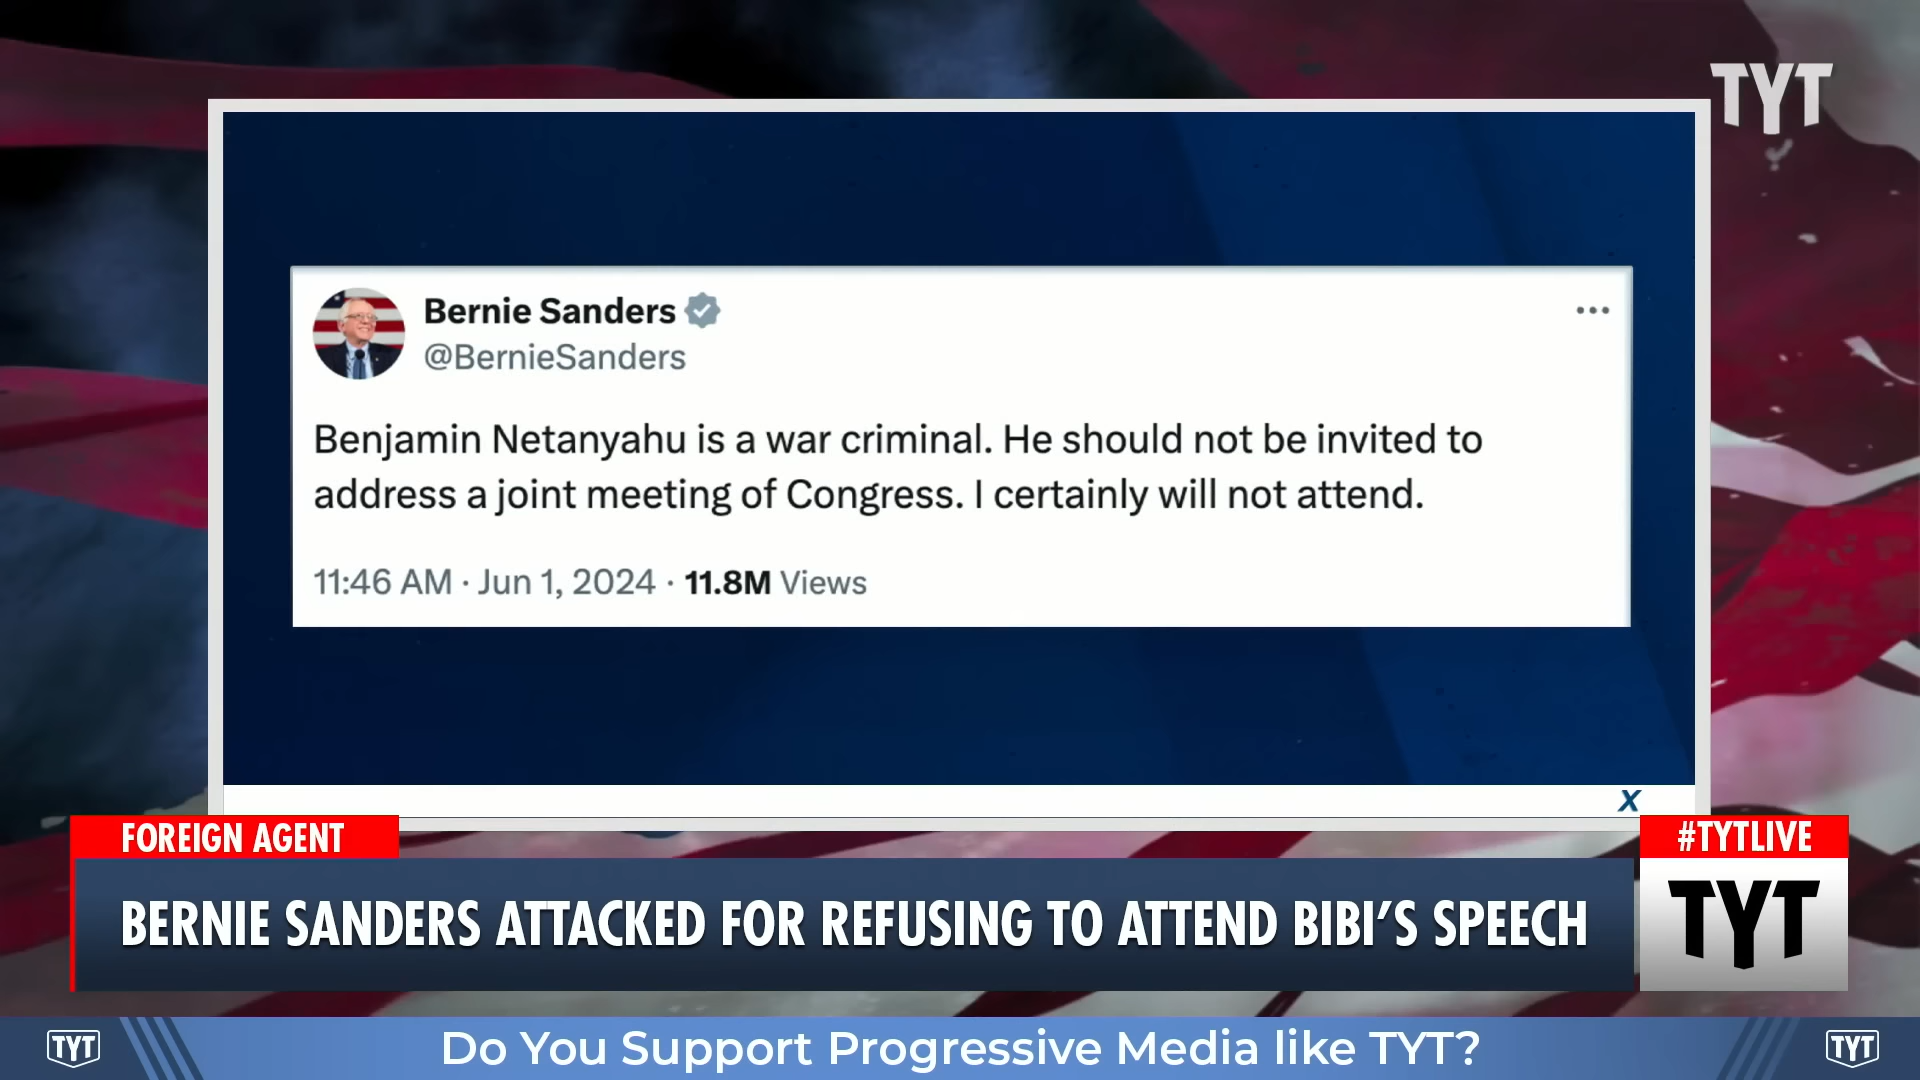 TYT
Bernie Sanders
@BernieSanders
Benjamin Netanyahu is a war criminal. He should not be invited to
address a joint meeting of Congress. I certainly will not attend.
11:46 AM · Jun 1, 2024 · 11.8M Views
X
FOREIGN AGENT
BERNIE SANDERS ATTACKED FOR REFUSING TO ATTEND BIBI'S SPEECH
#TYTLIVE
TYT
TYT
Do You Support Progressive Media like TYT?
TYT